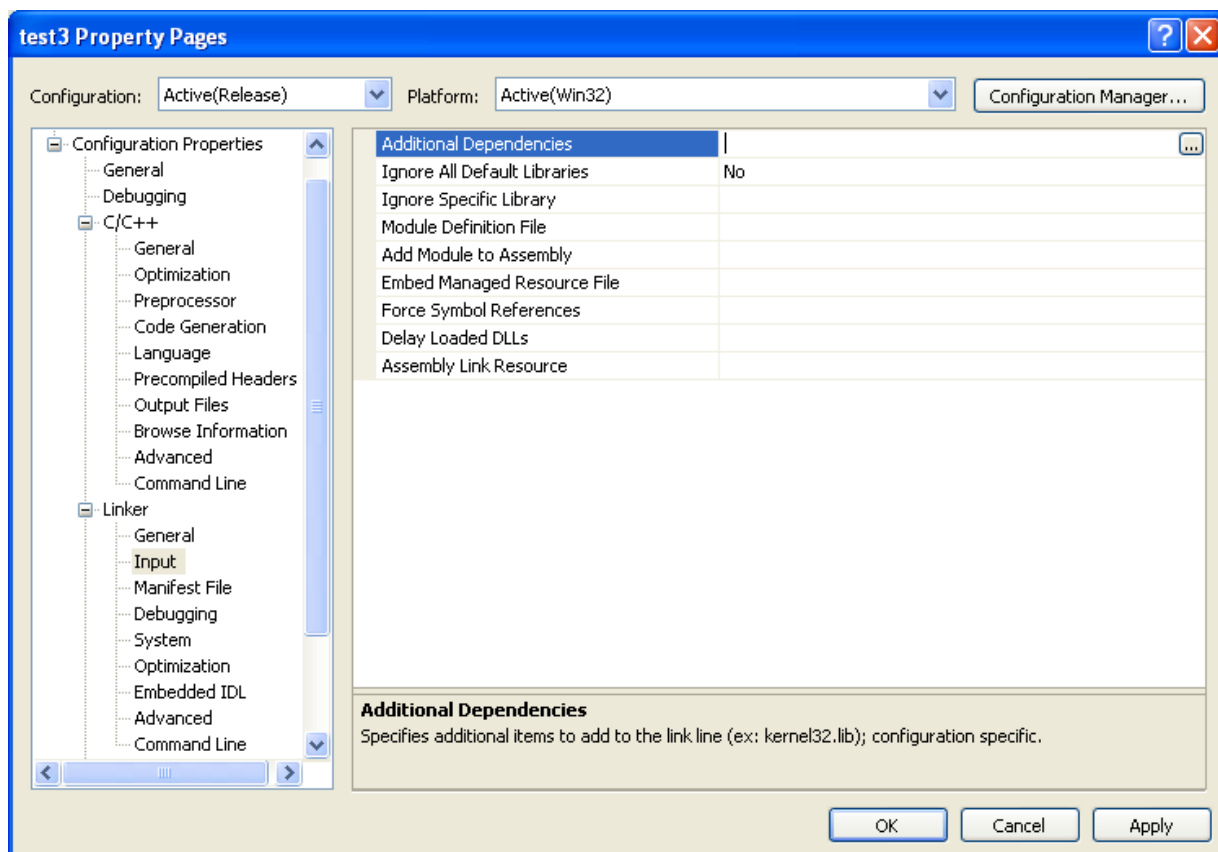 test3 Property Pages
Configuration: Active(Release) Platform: Active(Win32) Configuration Manager...
Configuration Properties
General
Debugging
C/C++
General
Optimization
Preprocessor
Code Generation
Language
Precompiled Headers
Output Files
Browse Information
Advanced
Command Line
Linker
General
Input
Manifest File
Debugging
System
Optimization
Embedded IDL
Advanced
Command Line
Additional Dependencies ...
Ignore All Default Libraries No
Ignore Specific Library
Module Definition File
Add Module to Assembly
Embed Managed Resource File
Force Symbol References
Delay Loaded DLLs
Assembly Link Resource
Additional Dependencies
Specifies additional items to add to the link line (ex: kernel32.lib); configuration specific.
OK Cancel Apply